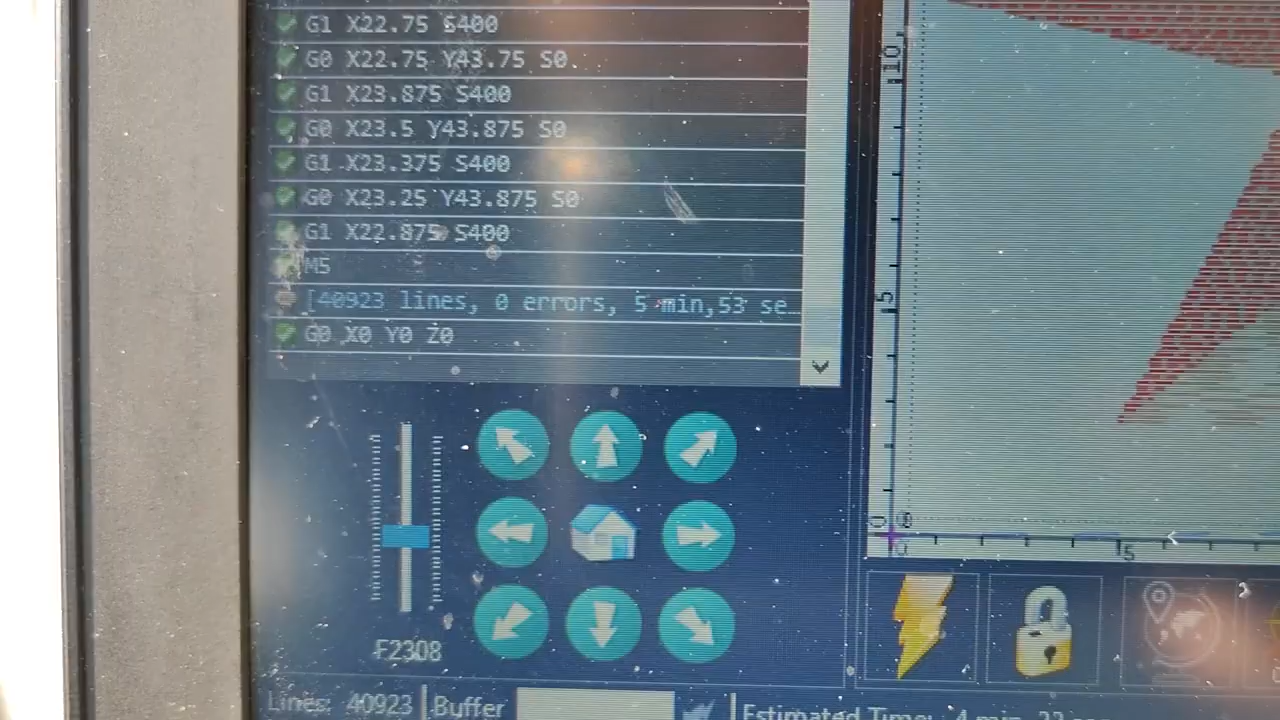 G1 X22.75 S400
G0 X22.75 Y43.75 S0
G1 X23.875 S400
G0 X23.5 Y43.875 S0
G1 X23.375 S400
G0 X23.25 Y43.875 S0
G1 X22.875 S400
M5
[40923 lines, 0 errors, 5 min,53 se...
G0 X0 Y0 Z0
10
5
0
0
5
F2308
Lines: 40923 Buffer
Estimated Time: 4 min,